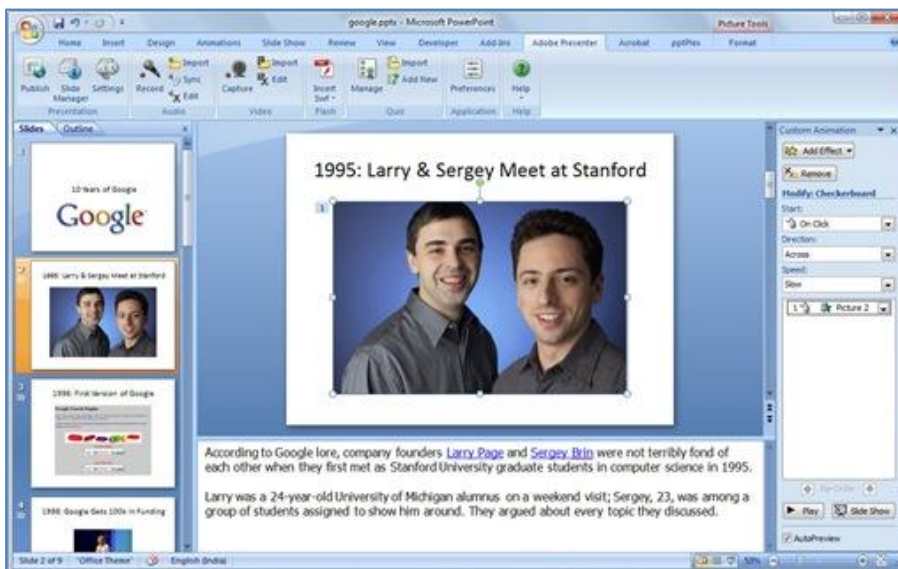 google.pptx - Microsoft PowerPoint
Picture Tools
Home Insert Design Animations Slide Show Review View Developer Add-Ins Adobe Presenter Acrobat pptPlex Format
Publish Slide Manager Settings
Presentation
Record Import Sync Edit
Audio
Capture Import Edit
Video
Insert Swf
Flash
Manage Import Add New
Quiz
Preferences
Application
Help
Help
Slides Outline
1
10 Years of Google
Google
2
1995: Larry & Sergey Meet at Stanford
3
1996: First Version of Google
4
1998: Google Gets 100k in Funding
1995: Larry & Sergey Meet at Stanford
1
According to Google lore, company founders Larry Page and Sergey Brin were not terribly fond of
each other when they first met as Stanford University graduate students in computer science in 1995.
Larry was a 24-year-old University of Michigan alumnus on a weekend visit; Sergey, 23, was among a
group of students assigned to show him around. They argued about every topic they discussed.
Custom Animation
Add Effect
Remove
Modify: Checkerboard
Start:
On Click
Direction:
Across
Speed:
Slow
1 Picture 2
Re-Order
Play Slide Show
AutoPreview
Slide 2 of 9 "Office Theme" English (India) 53%